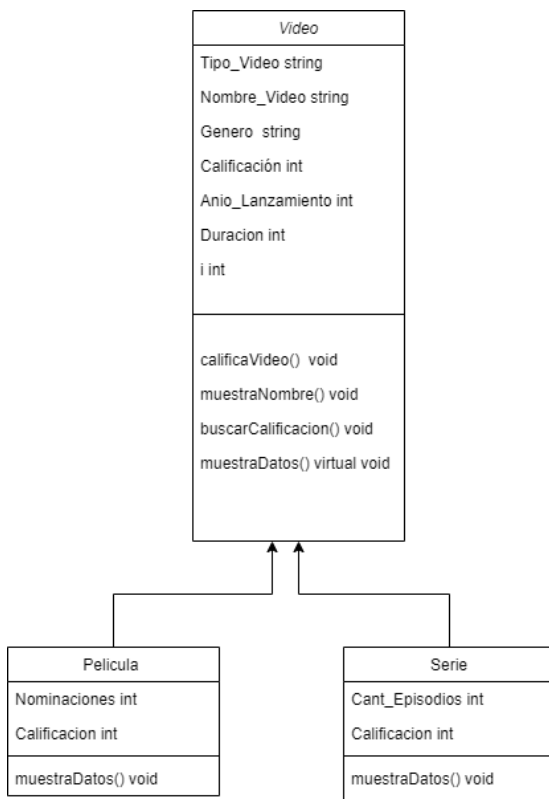 Video
Tipo_Video string
Nombre_Video string
Genero string
Calificación int
Anio_Lanzamiento int
Duracion int
i int
calificaVideo() void
muestraNombre() void
buscarCalificacion() void
muestraDatos() virtual void
Pelicula
Nominaciones int
Calificacion int
muestraDatos() void
Serie
Cant_Episodios int
Calificacion int
muestraDatos() void